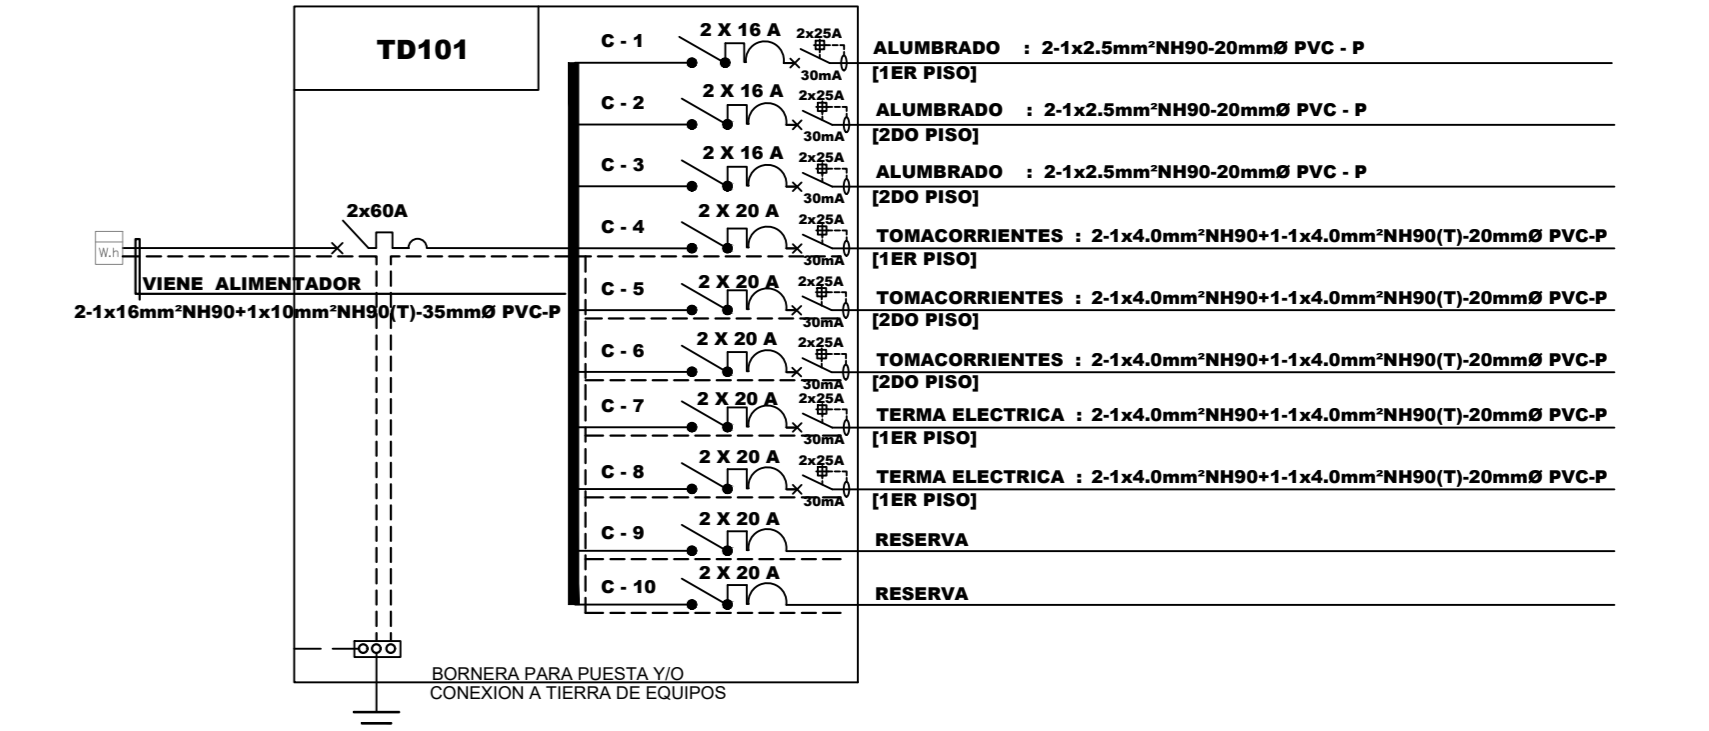 TD101
C - 1
2 X 16 A
2x25A
30mA
ALUMBRADO : 2-1x2.5mm²NH90-20mmØ PVC - P
[1ER PISO]
C - 2
2 X 16 A
2x25A
30mA
ALUMBRADO : 2-1x2.5mm²NH90-20mmØ PVC - P
[2DO PISO]
C - 3
2 X 16 A
2x25A
30mA
ALUMBRADO : 2-1x2.5mm²NH90-20mmØ PVC - P
[2DO PISO]
2x60A
W.h
VIENE ALIMENTADOR
2-1x16mm²NH90+1x10mm²NH90(T)-35mmØ PVC-P
C - 4
2 X 20 A
2x25A
30mA
TOMACORRIENTES : 2-1x4.0mm²NH90+1-1x4.0mm²NH90(T)-20mmØ PVC-P
[1ER PISO]
C - 5
2 X 20 A
2x25A
30mA
TOMACORRIENTES : 2-1x4.0mm²NH90+1-1x4.0mm²NH90(T)-20mmØ PVC-P
[2DO PISO]
C - 6
2 X 20 A
2x25A
30mA
TOMACORRIENTES : 2-1x4.0mm²NH90+1-1x4.0mm²NH90(T)-20mmØ PVC-P
[2DO PISO]
C - 7
2 X 20 A
2x25A
30mA
TERMA ELECTRICA : 2-1x4.0mm²NH90+1-1x4.0mm²NH90(T)-20mmØ PVC-P
[1ER PISO]
C - 8
2 X 20 A
2x25A
30mA
TERMA ELECTRICA : 2-1x4.0mm²NH90+1-1x4.0mm²NH90(T)-20mmØ PVC-P
[1ER PISO]
C - 9
2 X 20 A
RESERVA
C - 10
2 X 20 A
RESERVA
BORNERA PARA PUESTA Y/O
CONEXION A TIERRA DE EQUIPOS